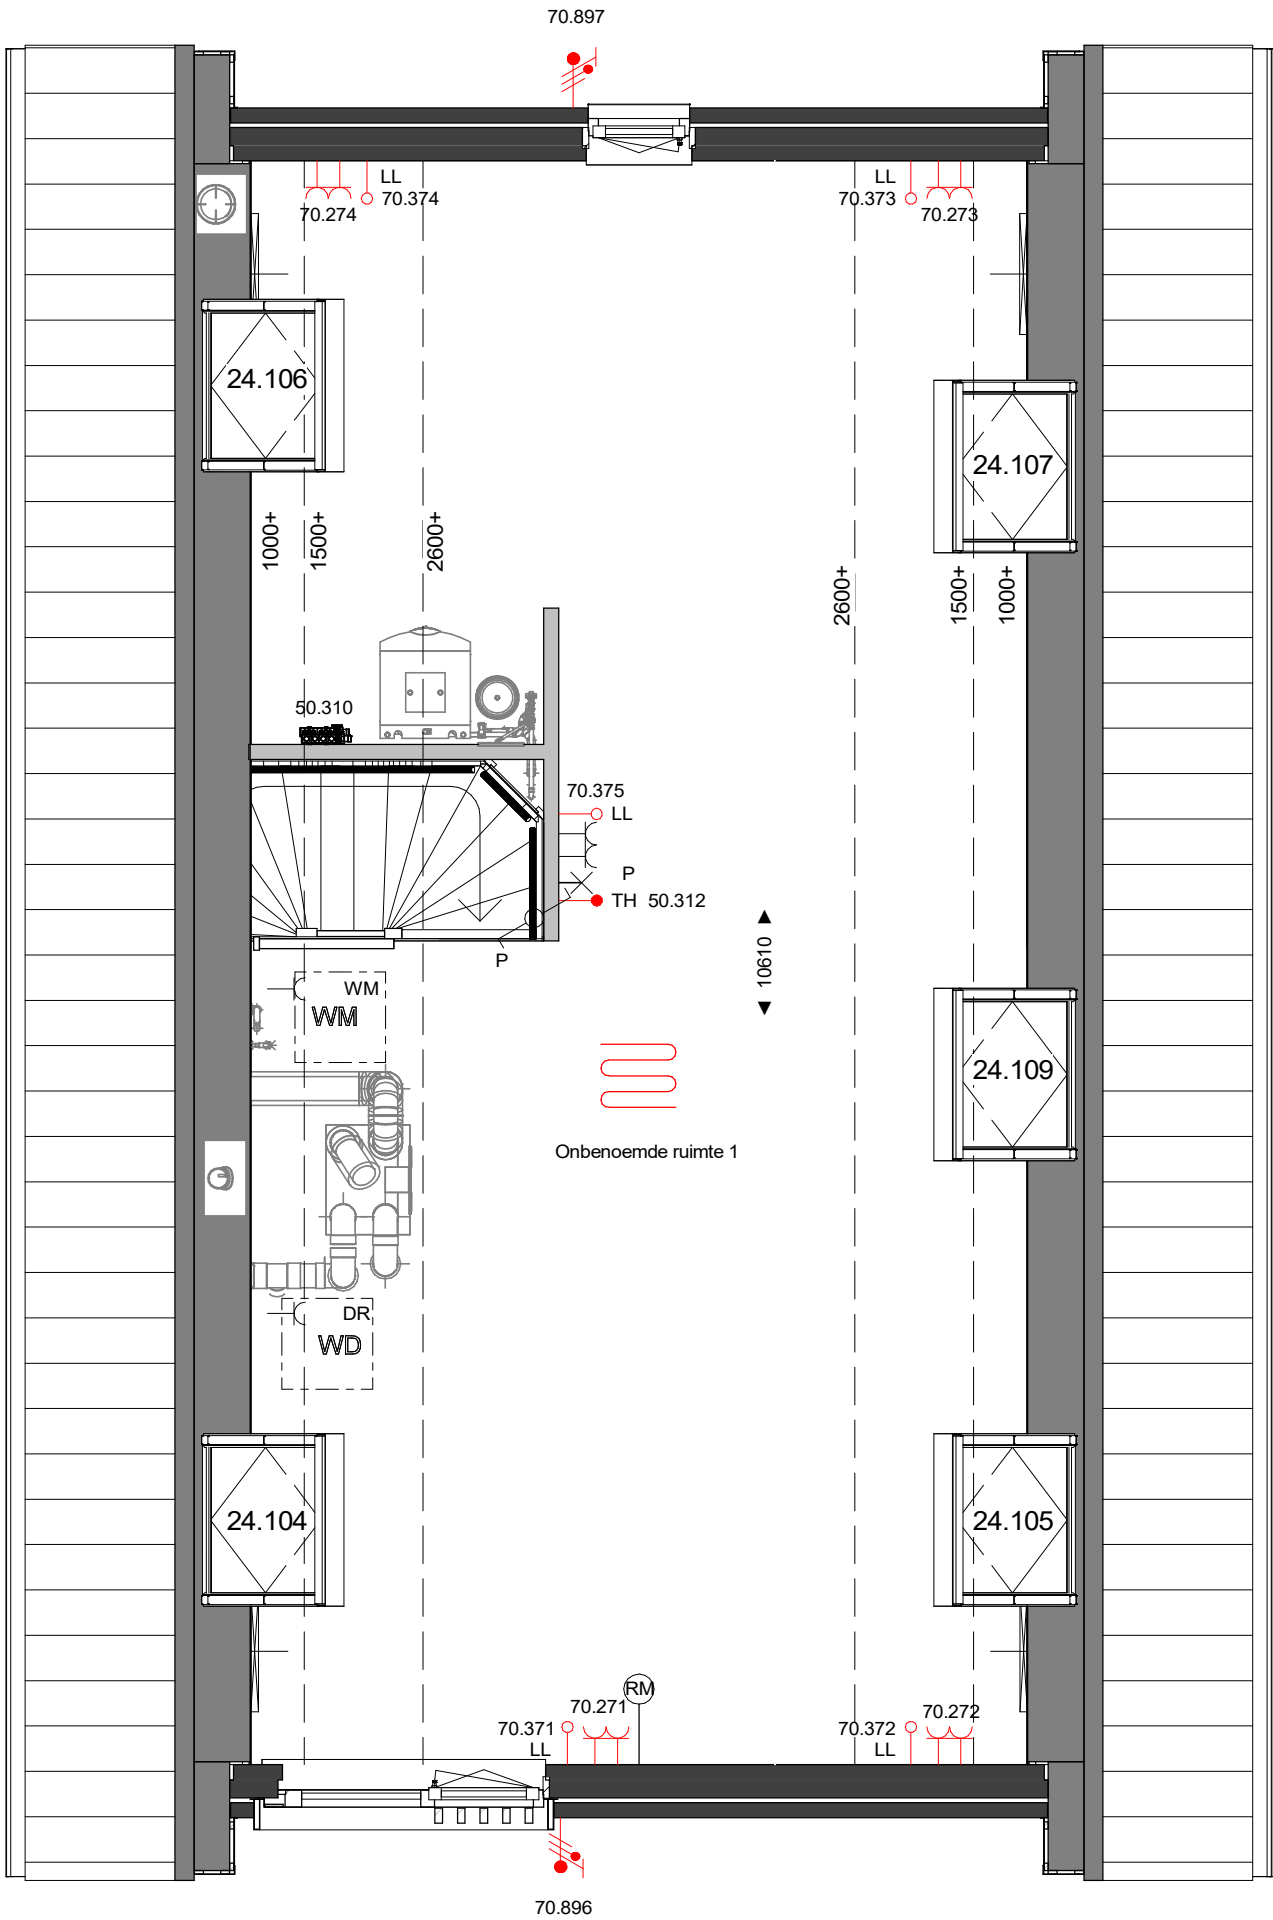 70.897
LL
70.374
70.274
LL
70.373
70.273
24.106
24.107
1000+
1500+
2600+
2600+
1500+
1000+
50.310
70.375
LL
P
TH 50.312
P
10610
WM
WM
24.109
Onbenoemde ruimte 1
DR
WD
24.104
24.105
RM
70.271
70.371
LL
70.272
70.372
LL
70.896